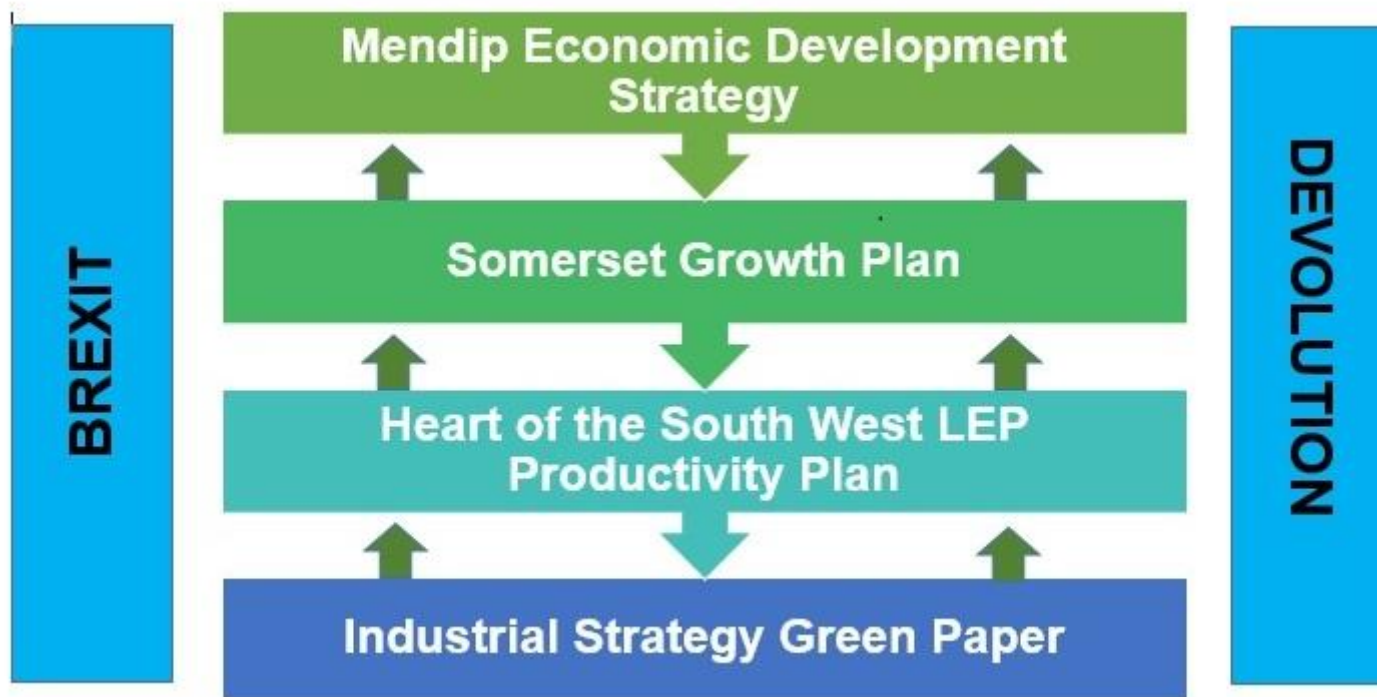 BREXIT
Mendip Economic Development
Strategy
Somerset Growth Plan
Heart of the South West LEP
Productivity Plan
Industrial Strategy Green Paper
DEVOLUTION